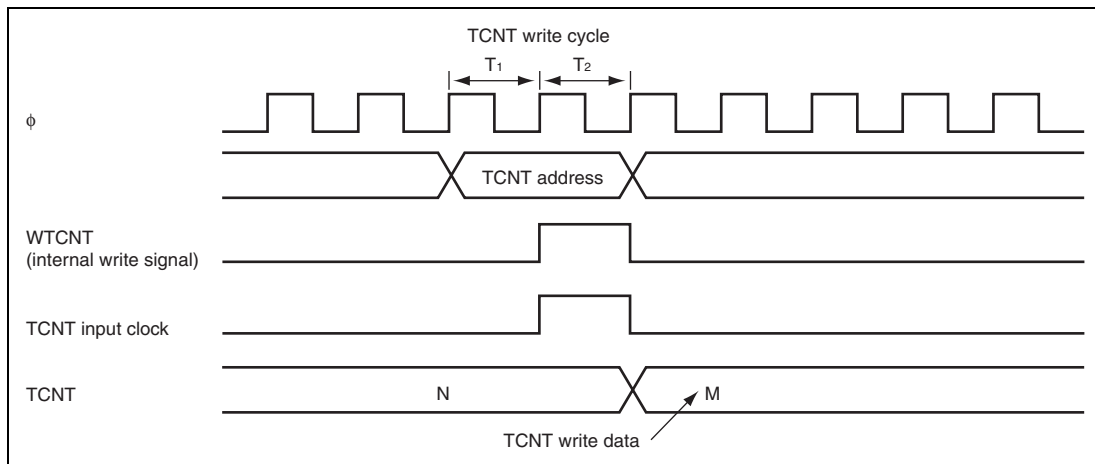 TCNT write cycle
T1 T2
ϕ
TCNT address
WTCNT
(internal write signal)
TCNT input clock
TCNT N M
TCNT write data